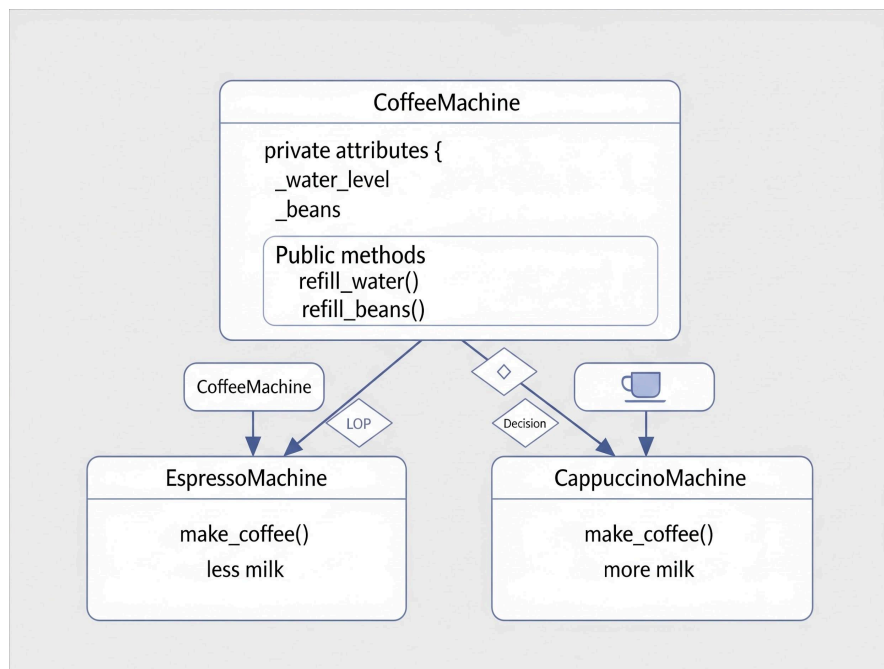 CoffeeMachine
private attributes {
_water_level
_beans
Public methods
refill_water()
refill_beans()
CoffeeMachine
LOP
Decision
EspressoMachine
make_coffee()
less milk
CappuccinoMachine
make_coffee()
more milk